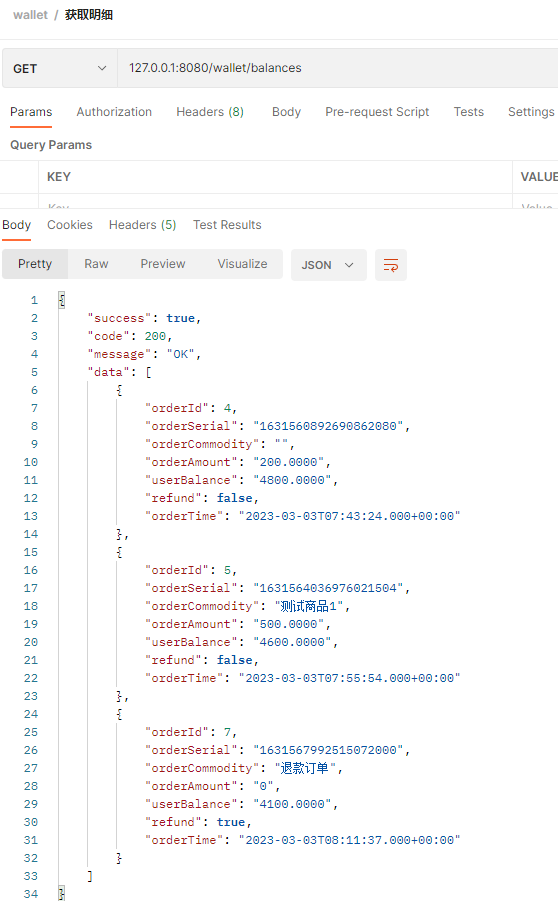 wallet / 获取明细
GET 127.0.0.1:8080/wallet/balances
Params Authorization Headers (8) Body Pre-request Script Tests Settings
Query Params
KEY VALUE
Key Value
Body Cookies Headers (5) Test Results
Pretty Raw Preview Visualize JSON
1 {
2 "success": true,
3 "code": 200,
4 "message": "OK",
5 "data": [
6 {
7 "orderId": 4,
8 "orderSerial": "1631560892690862080",
9 "orderCommodity": "",
10 "orderAmount": "200.0000",
11 "userBalance": "4800.0000",
12 "refund": false,
13 "orderTime": "2023-03-03T07:43:24.000+00:00"
14 },
15 {
16 "orderId": 5,
17 "orderSerial": "1631564036976021504",
18 "orderCommodity": "测试商品1",
19 "orderAmount": "500.0000",
20 "userBalance": "4600.0000",
21 "refund": false,
22 "orderTime": "2023-03-03T07:55:54.000+00:00"
23 },
24 {
25 "orderId": 7,
26 "orderSerial": "1631567992515072000",
27 "orderCommodity": "退款订单",
28 "orderAmount": "0",
29 "userBalance": "4100.0000",
30 "refund": true,
31 "orderTime": "2023-03-03T08:11:37.000+00:00"
32 }
33 ]
34 }